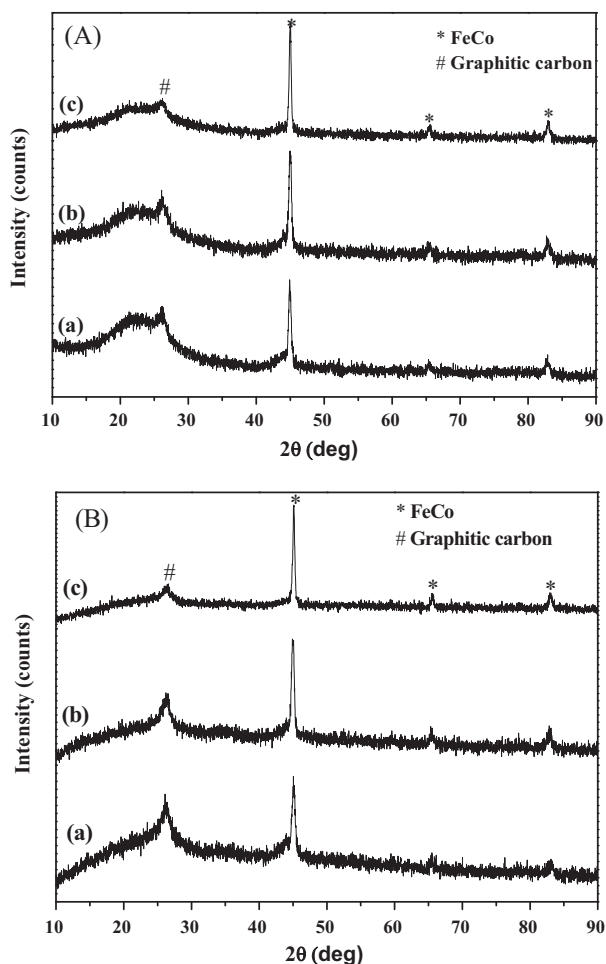 (A)
* FeCo
# Graphitic carbon
*
#
(c)
*
*
(b)
(a)
Intensity (counts)
10 20 30 40 50 60 70 80 90
2θ (deg)
(B)
* FeCo
# Graphitic carbon
*
#
(c)
*
*
(b)
(a)
Intensity (counts)
10 20 30 40 50 60 70 80 90
2θ (deg)